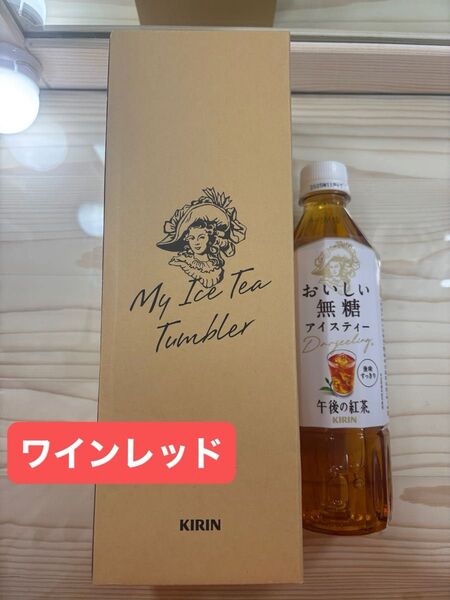 My Ice Tea
Tumbler
KIRIN
ワインレッド
おいしい
無糖
アイスティー
Darjeeling
午後の紅茶
KIRIN